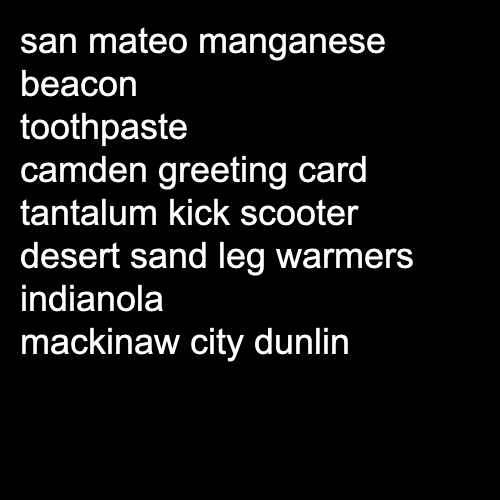 san mateo manganese
beacon
toothpaste
camden greeting card
tantalum kick scooter
desert sand leg warmers
indianola
mackinaw city dunlin